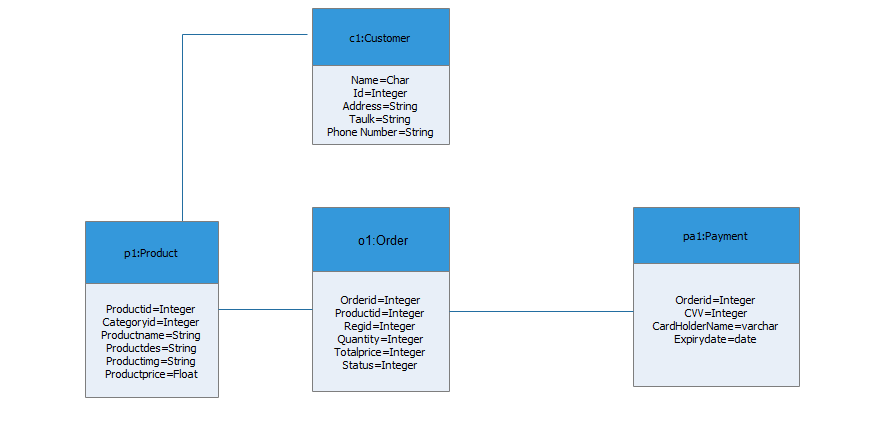 c1:Customer
Name=Char
Id=Integer
Address=String
Taulk=String
Phone Number=String
p1:Product
Productid=Integer
Categoryid=Integer
Productname=String
Productdes=String
Productimg=String
Productprice=Float
o1:Order
Orderid=Integer
Productid=Integer
Regid=Integer
Quantity=Integer
Totalprice=Integer
Status=Integer
pa1:Payment
Orderid=Integer
CVV=Integer
CardHolderName=varchar
Expirydate=date